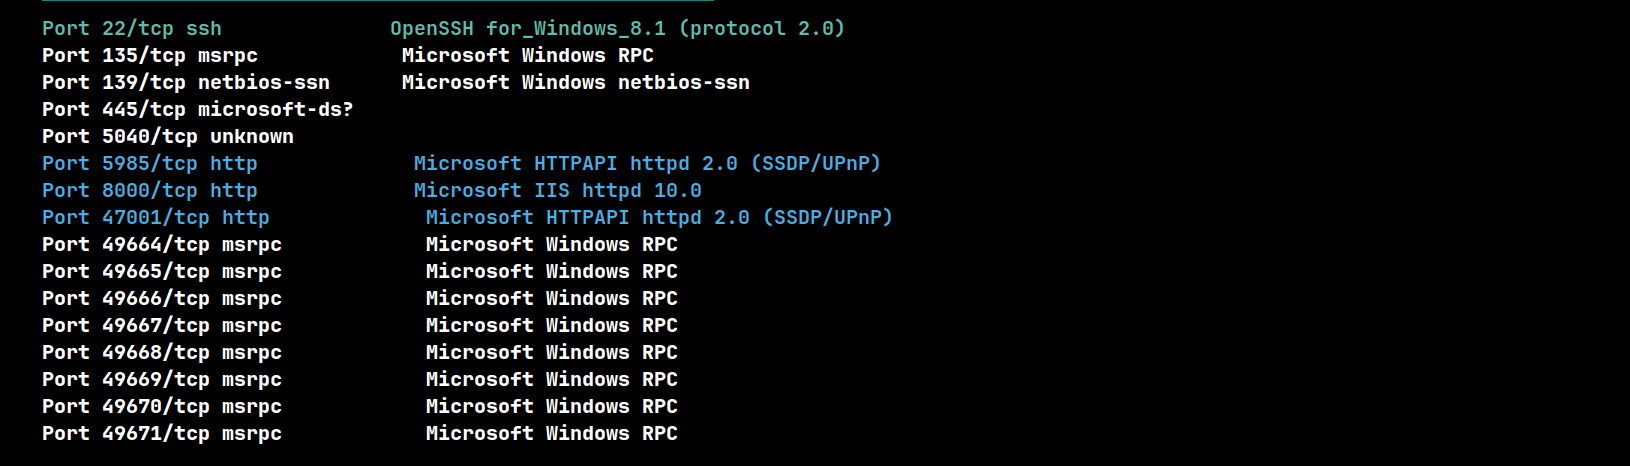 Port 22/tcp ssh              OpenSSH for_Windows_8.1 (protocol 2.0)
Port 135/tcp msrpc            Microsoft Windows RPC
Port 139/tcp netbios-ssn      Microsoft Windows netbios-ssn
Port 445/tcp microsoft-ds?
Port 5040/tcp unknown
Port 5985/tcp http             Microsoft HTTPAPI httpd 2.0 (SSDP/UPnP)
Port 8000/tcp http             Microsoft IIS httpd 10.0
Port 47001/tcp http             Microsoft HTTPAPI httpd 2.0 (SSDP/UPnP)
Port 49664/tcp msrpc            Microsoft Windows RPC
Port 49665/tcp msrpc            Microsoft Windows RPC
Port 49666/tcp msrpc            Microsoft Windows RPC
Port 49667/tcp msrpc            Microsoft Windows RPC
Port 49668/tcp msrpc            Microsoft Windows RPC
Port 49669/tcp msrpc            Microsoft Windows RPC
Port 49670/tcp msrpc            Microsoft Windows RPC
Port 49671/tcp msrpc            Microsoft Windows RPC